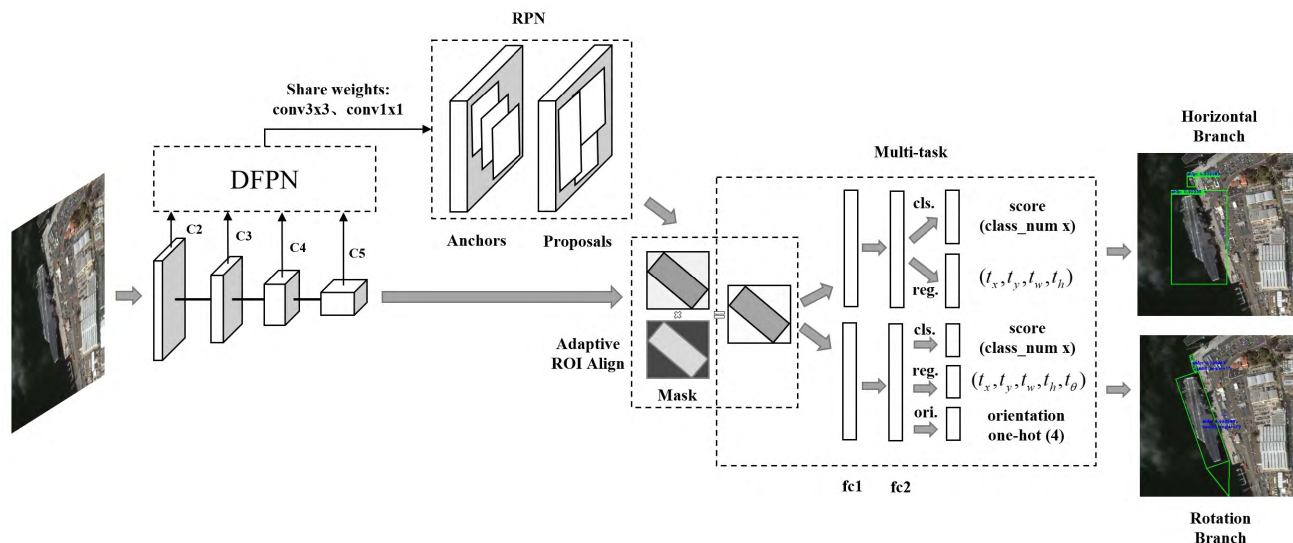 RPN
Share weights:
conv3x3、conv1x1
DFPN
C2
C3
C4
C5
Anchors
Proposals
Adaptive
ROI Align
Mask
Multi-task
cls.
score
(class_num x)
reg.
(t_x, t_y, t_w, t_h)
cls.
score
(class_num x)
reg.
(t_x, t_y, t_w, t_h, t_θ)
ori.
orientation
one-hot (4)
fc1
fc2
Horizontal
Branch
Rotation
Branch